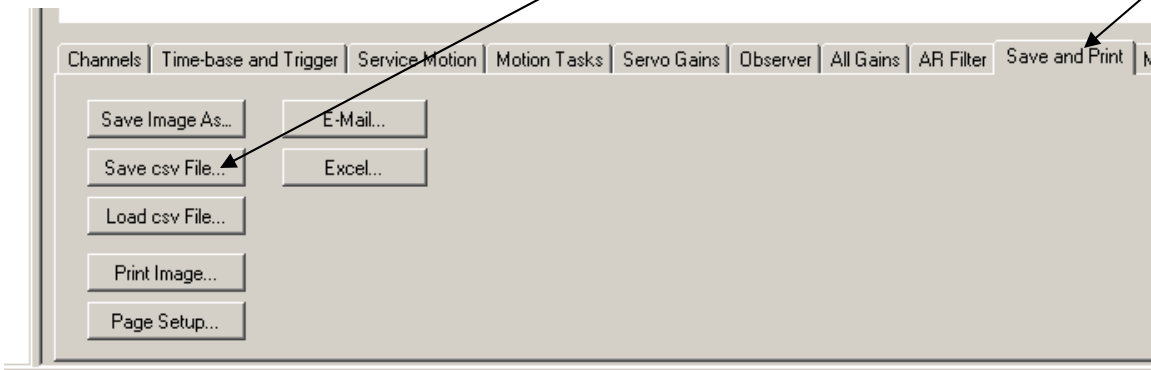 Channels Time-base and Trigger Service Motion Motion Tasks Servo Gains Observer All Gains AR Filter Save and Print
Save Image As... E-Mail...
Save csv File... Excel...
Load csv File...
Print Image...
Page Setup...